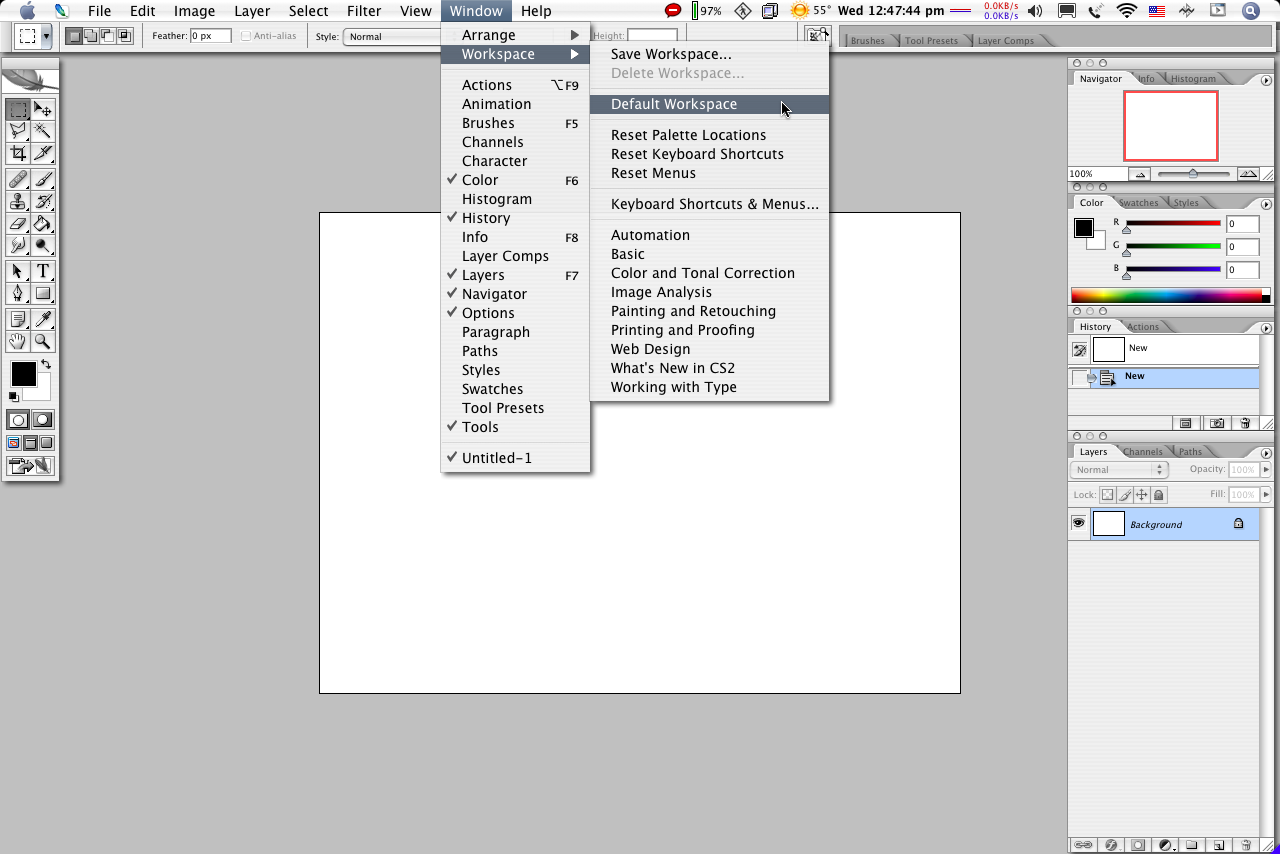 File Edit Image Layer Select Filter View Window Help 97% 55° Wed 12:47:44 pm 0.0KB/s
0.0KB/s
Feather: 0 px Anti-alias Style: Normal Height: Brushes Tool Presets Layer Comps
Arrange
Workspace
Actions ⌥F9
Animation
Brushes F5
Channels
Character
Color F6
Histogram
History
Info F8
Layer Comps
Layers F7
Navigator
Options
Paragraph
Paths
Styles
Swatches
Tool Presets
Tools
Untitled-1
Save Workspace...
Delete Workspace...
Default Workspace
Reset Palette Locations
Reset Keyboard Shortcuts
Reset Menus
Keyboard Shortcuts & Menus...
Automation
Basic
Color and Tonal Correction
Image Analysis
Painting and Retouching
Printing and Proofing
Web Design
What's New in CS2
Working with Type
Navigator Info Histogram
100%
Color Swatches Styles
R 0
G 0
B 0
History Actions
New
New
Layers Channels Paths
Normal Opacity: 100%
Lock: Fill: 100%
Background